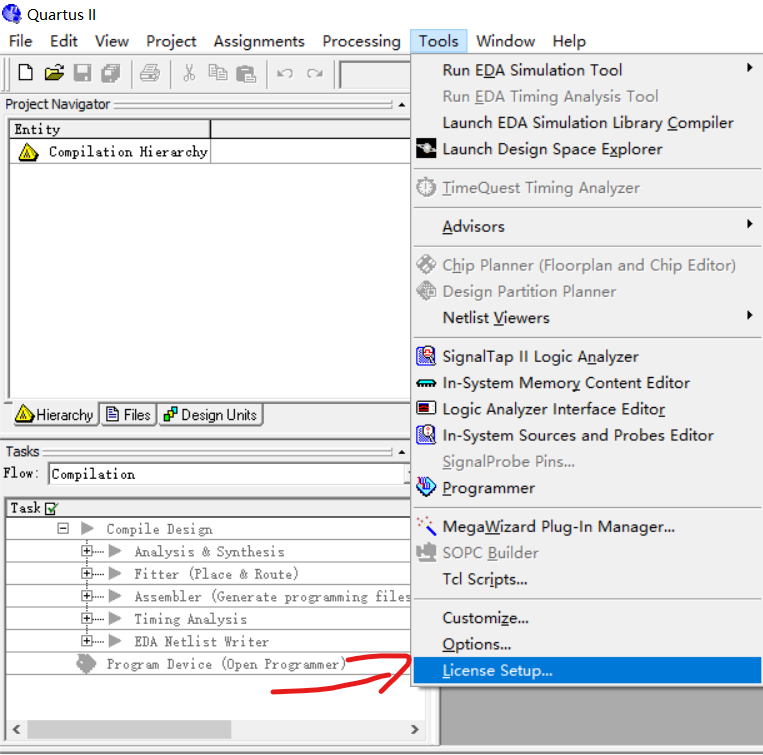 Quartus II
File Edit View Project Assignments Processing Tools Window Help
Project Navigator
Entity
Compilation Hierarchy
Hierarchy Files Design Units
Tasks
Flow: Compilation
Task
Compile Design
Analysis & Synthesis
Fitter (Place & Route)
Assembler (Generate programming files
Timing Analysis
EDA Netlist Writer
Program Device (Open Programmer)
Run EDA Simulation Tool
Run EDA Timing Analysis Tool
Launch EDA Simulation Library Compiler
Launch Design Space Explorer
TimeQuest Timing Analyzer
Advisors
Chip Planner (Floorplan and Chip Editor)
Design Partition Planner
Netlist Viewers
SignalTap II Logic Analyzer
In-System Memory Content Editor
Logic Analyzer Interface Editor
In-System Sources and Probes Editor
SignalProbe Pins...
Programmer
MegaWizard Plug-In Manager...
SOPC Builder
Tcl Scripts...
Customize...
Options...
License Setup...